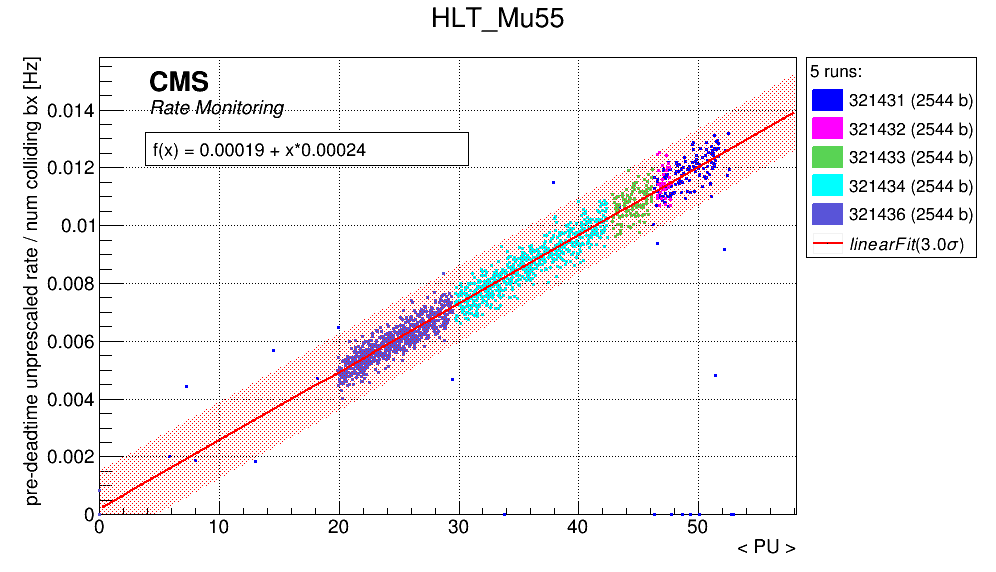 HLT_Mu55
pre-deadtime unprescaled rate / num colliding bx [Hz]
CMS
Rate Monitoring
f(x) = 0.00019 + x*0.00024
0.014
0.012
0.01
0.008
0.006
0.004
0.002
0
0 10 20 30 40 50
< PU >
5 runs:
321431 (2544 b)
321432 (2544 b)
321433 (2544 b)
321434 (2544 b)
321436 (2544 b)
linearFit(3.0σ)